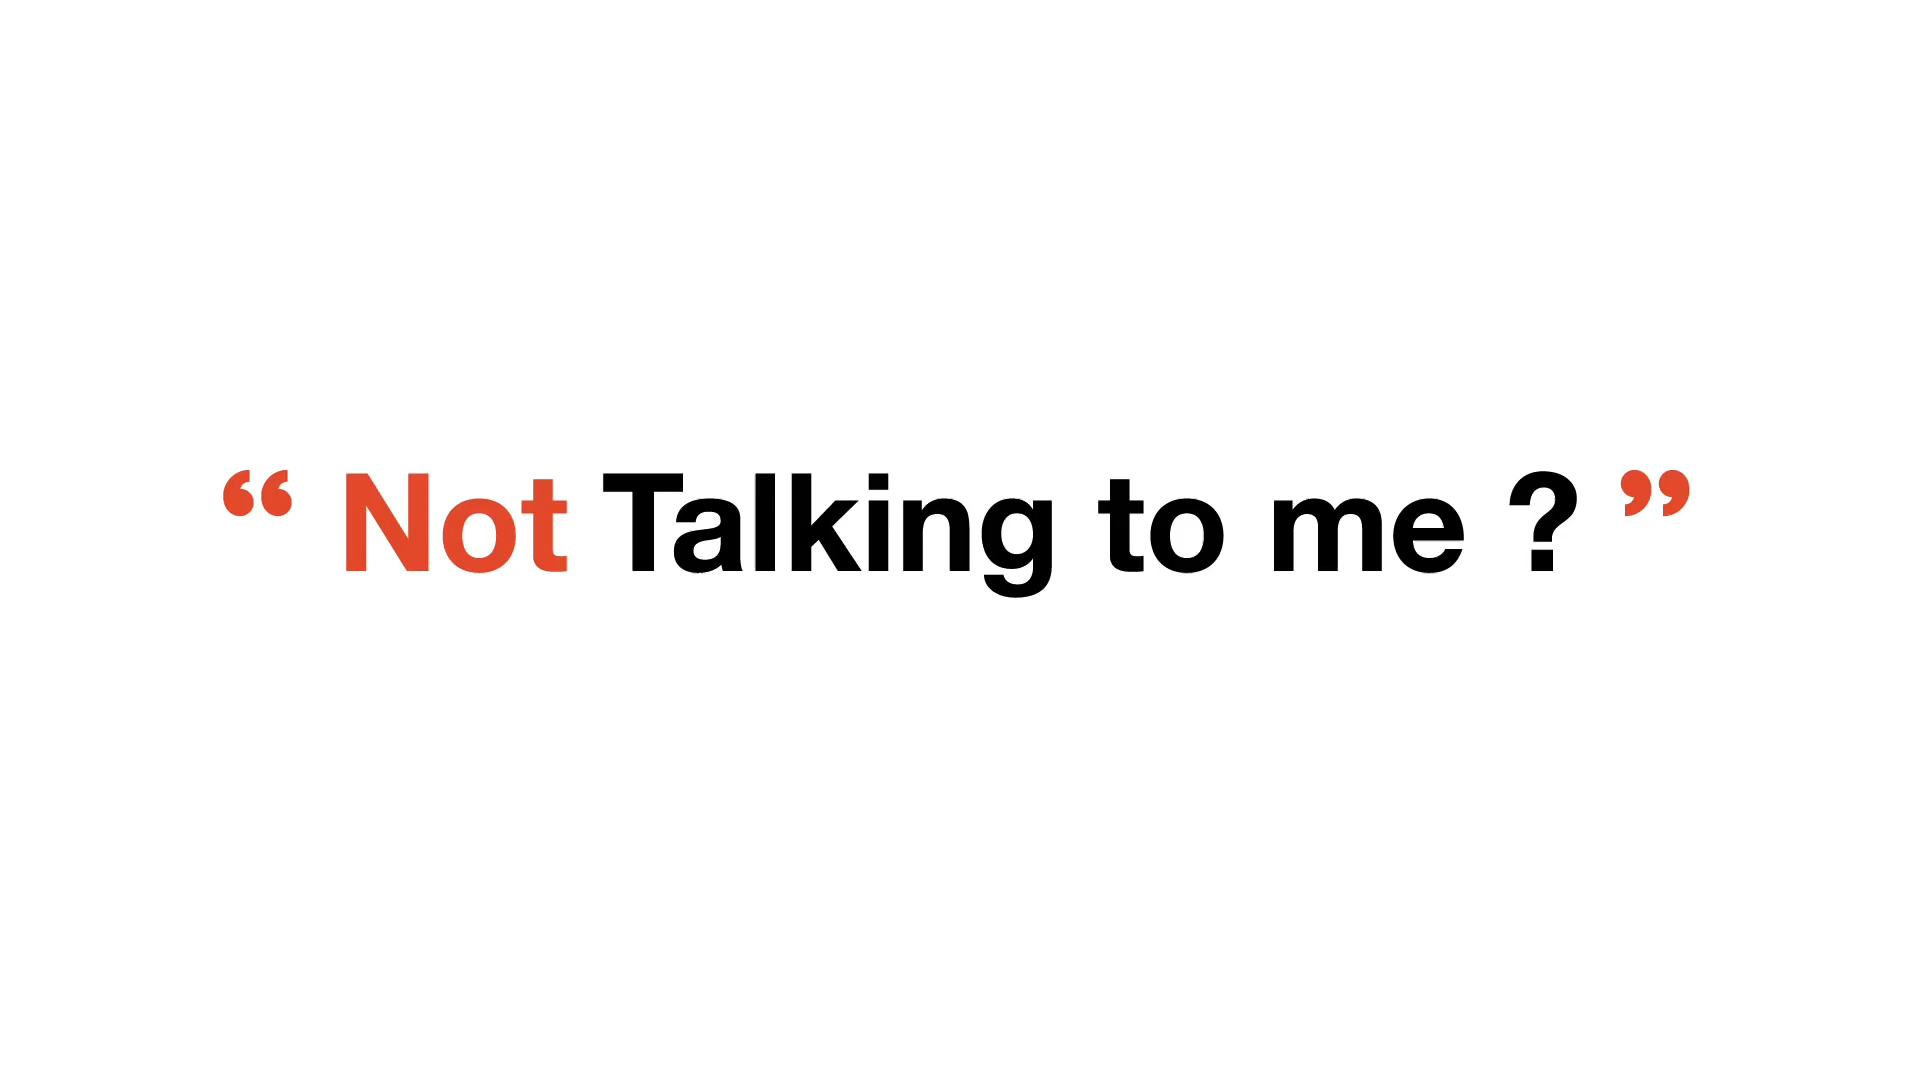 “ Not Talking to me ? ”